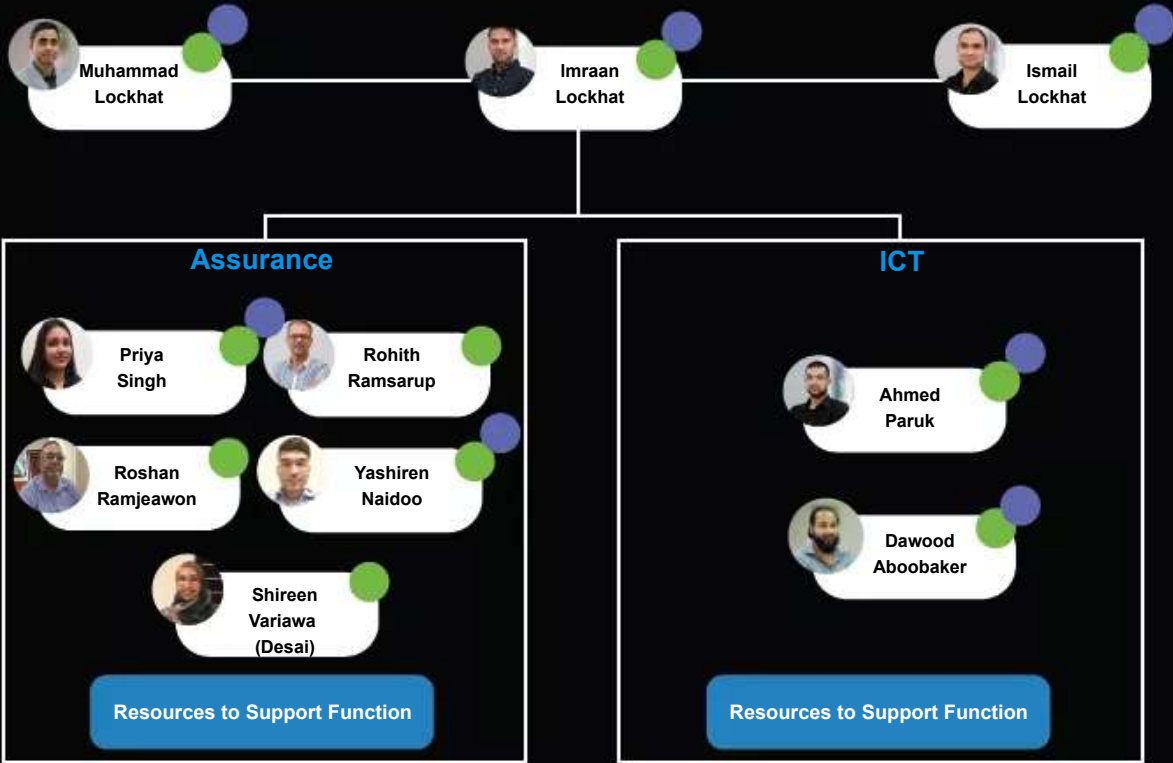 Muhammad
Lockhat
Imraan
Lockhat
Ismail
Lockhat
Assurance
Priya
Singh
Rohith
Ramsarup
Roshan
Ramjeawon
Yashiren
Naidoo
Shireen
Variawa
(Desai)
Resources to Support Function
ICT
Ahmed
Paruk
Dawood
Aboobaker
Resources to Support Function